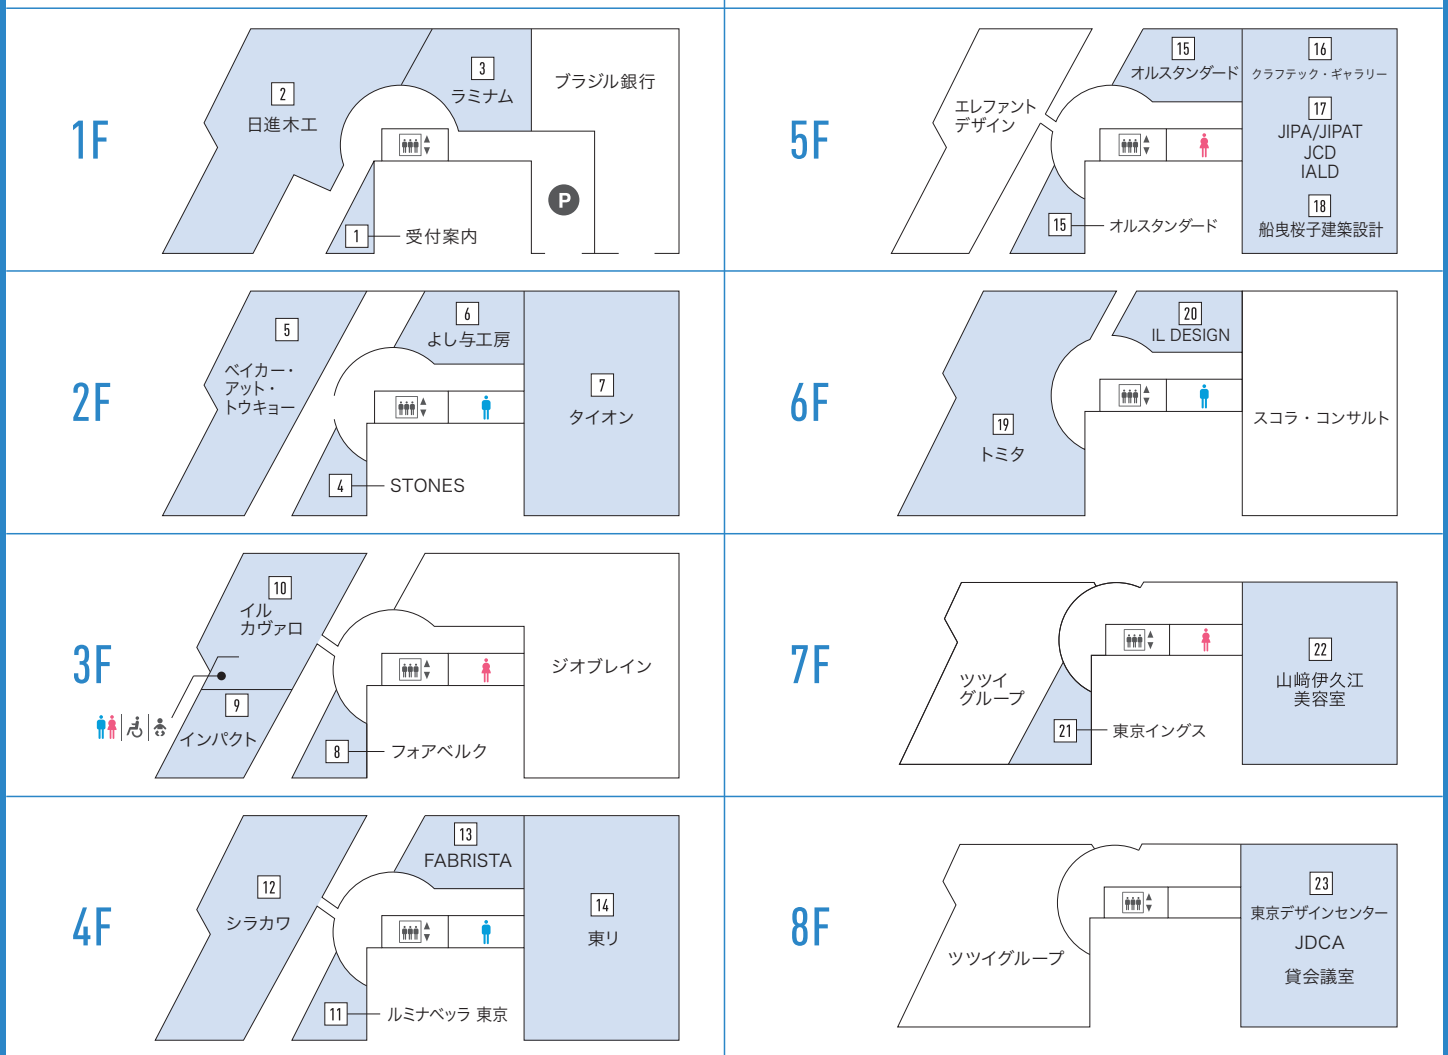 1F
2
日進木工
3
ラミナム
ブラジル銀行
P
1
受付案内
2F
5
ベイカー・
アット・
トウキョー
6
よし与工房
7
タイオン
4
STONES
3F
10
イル
カヴァロ
9
インパクト
8
フォアベルク
ジオブレイン
4F
12
シラカワ
13
FABRISTA
14
東リ
11
ルミナベッラ 東京
5F
エレファント
デザイン
15
オルスタンダード
15
オルスタンダード
16
クラフテック・ギャラリー
17
JIPA/JIPAT
JCD
IALD
18
船曳桜子建築設計
6F
19
トミタ
20
IL DESIGN
スコラ・コンサルト
7F
ツツイ
グループ
21
東京イングス
22
山﨑伊久江
美容室
8F
ツツイグループ
23
東京デザインセンター
JDCA
貸会議室